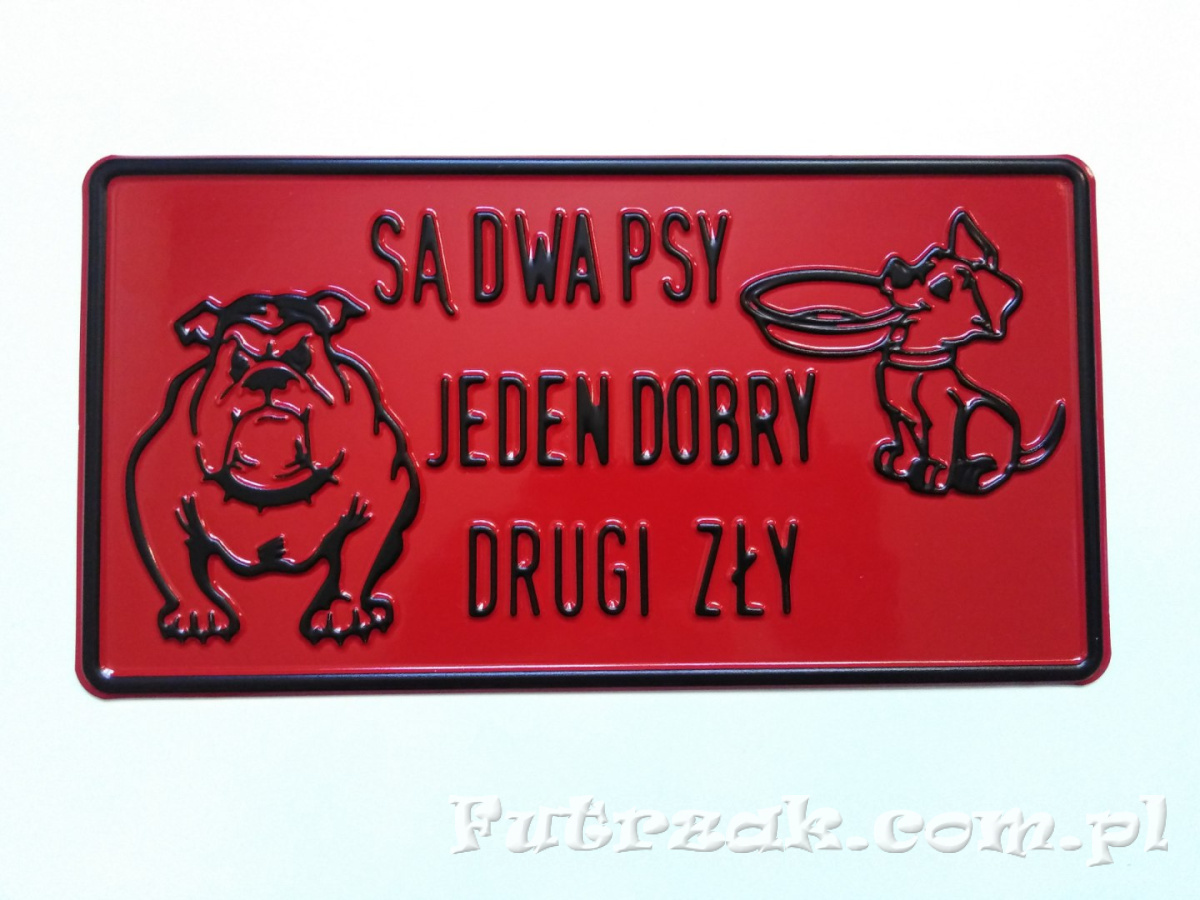 SĄ DWA PSY
JEDEN DOBRY
DRUGI ZŁY
Futrzak.com.pl